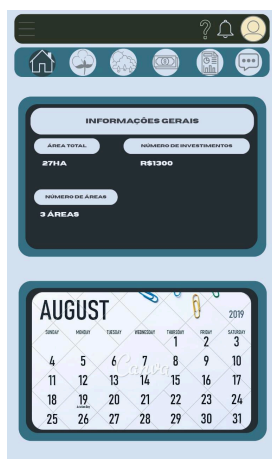 ?
INFORMAÇÕES GERAIS
ÁREA TOTAL NÚMERO DE INVESTIMENTOS
27HA R$1300
NÚMERO DE ÁREAS
3 ÁREAS
AUGUST 2019
SUNDAY MONDAY TUESDAY WEDNESDAY THURSDAY FRIDAY SATURDAY
1 2 3
4 5 6 7 8 9 10
Canva
11 12 13 14 15 16 17
18 19 20 21 22 23 24
25 26 27 28 29 30 31